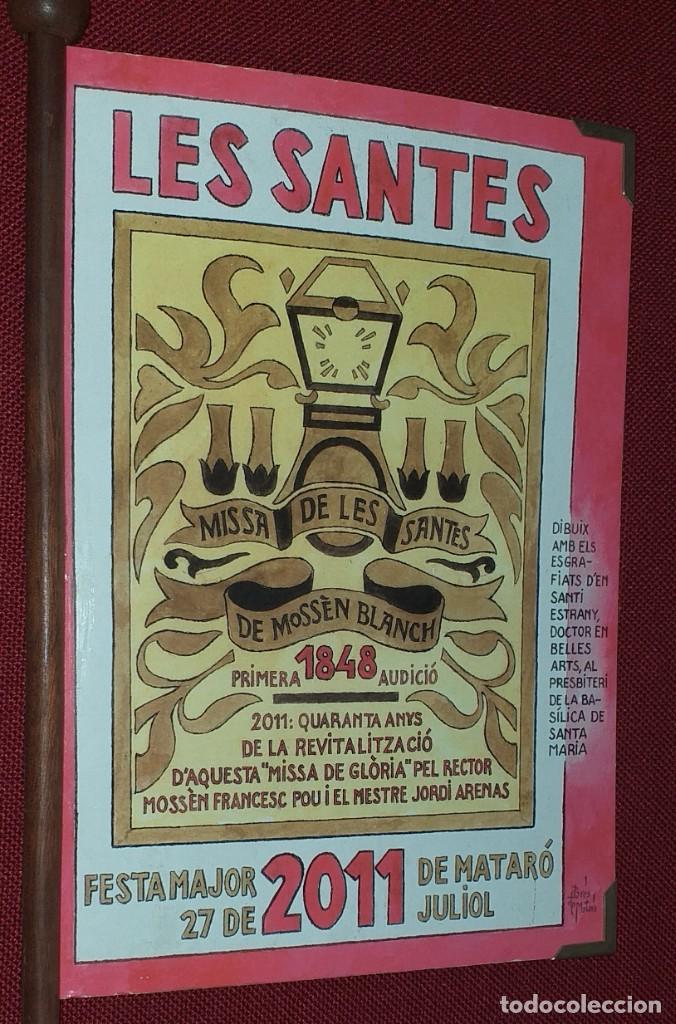 LES SANTES
MISSA DE LES SANTES
DE MOSSÈN BLANCH
PRIMERA 1848 AUDICIÓ
2011: QUARANTA ANYS
DE LA REVITALITZACIÓ
D'AQUESTA "MISSA DE GLÒRIA" PEL RECTOR
MOSSÈN FRANCESC POU I EL MESTRE JORDI ARENAS
DIBUIX
AMB ELS
ESGRA-
FIATS D'EN
SANTI
ESTRANY,
DOCTOR EN
BELLES
ARTS, AL
PRESBITERI
DE LA BA-
SÍLICA DE
SANTA
MARIA
FESTA MAJOR 2011 DE MATARÓ
27 DE JULIOL
todocoleccion